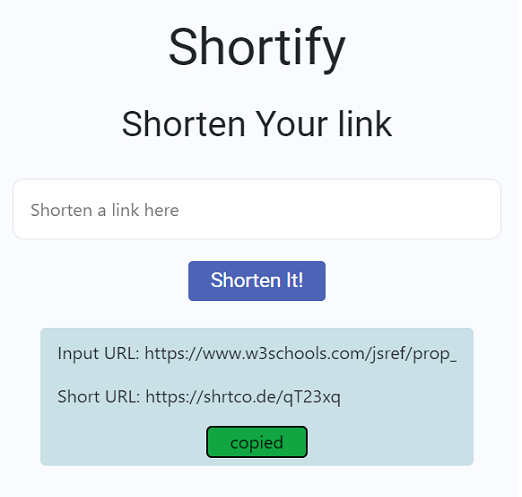 Shortify
Shorten Your link
Shorten a link here
Shorten It!
Input URL: https://www.w3schools.com/jsref/prop_
Short URL: https://shrtco.de/qT23xq
copied